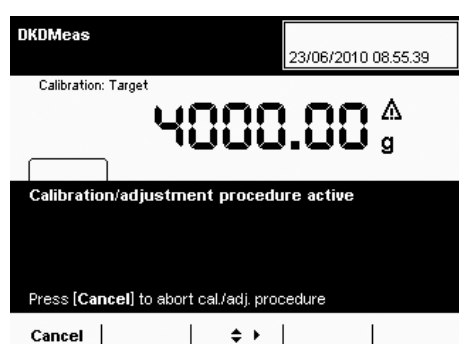 DKDMeas
23/06/2010 08.55.39
Calibration: Target
4000.00 g
Calibration/adjustment procedure active
Press [Cancel] to abort cal./adj. procedure
Cancel